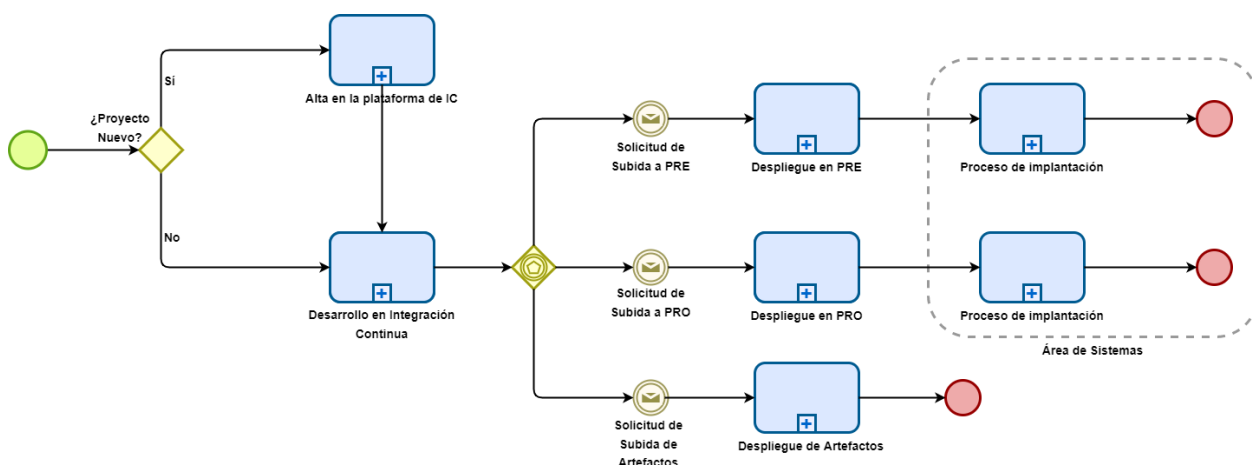 ¿Proyecto
Nuevo?
Sí
No
Alta en la plataforma de IC
Desarrollo en Integración
Continua
Solicitud de
Subida a PRE
Despliegue en PRE
Proceso de implantación
Solicitud de
Subida a PRO
Despliegue en PRO
Proceso de implantación
Área de Sistemas
Solicitud de
Subida de
Artefactos
Despliegue de Artefactos